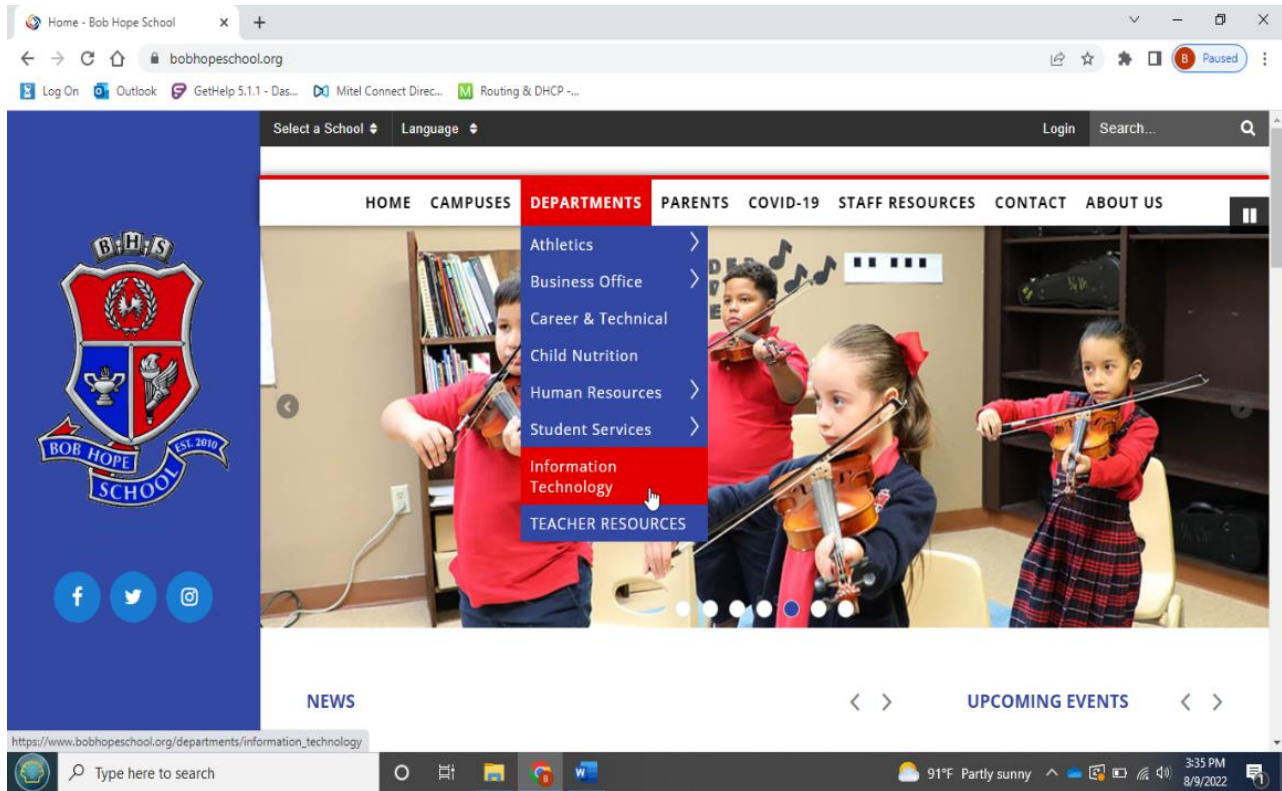 Home - Bob Hope School
bobhopeschool.org
Paused
Log On Outlook GetHelp 5.1.1 - Das... Mitel Connect Direc... Routing & DHCP -...
Select a School Language Login Search...
HOME CAMPUSES DEPARTMENTS PARENTS COVID-19 STAFF RESOURCES CONTACT ABOUT US
B H S
BOB HOPE SCHOOL EST. 2010
Athletics
Business Office
Career & Technical
Child Nutrition
Human Resources
Student Services
Information
Technology
TEACHER RESOURCES
NEWS UPCOMING EVENTS
https://www.bobhopeschool.org/departments/information_technology
Type here to search 91°F Partly sunny 3:35 PM
8/9/2022